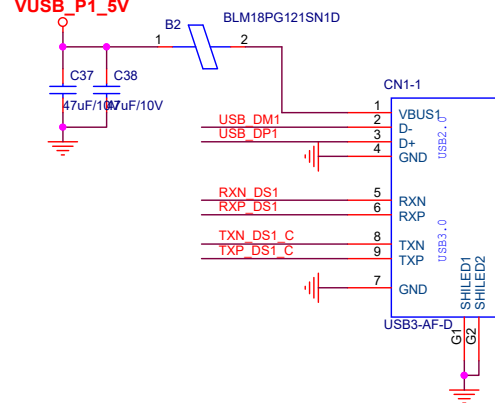 VUSB_P1_5V
B2
BLM18PG121SN1D
1
2
C37
C38
47uF/10V
47uF/10V
CN1-1
1
VBUS1
USB_DM1
2
D-
USB_DP1
3
D+
4
GND
USB2.0
RXN_DS1
5
RXN
RXP_DS1
6
RXP
TXN_DS1_C
8
TXN
TXP_DS1_C
9
TXP
USB3.0
7
GND
SHILED1
SHILED2
USB3-AF-D
G1
G2